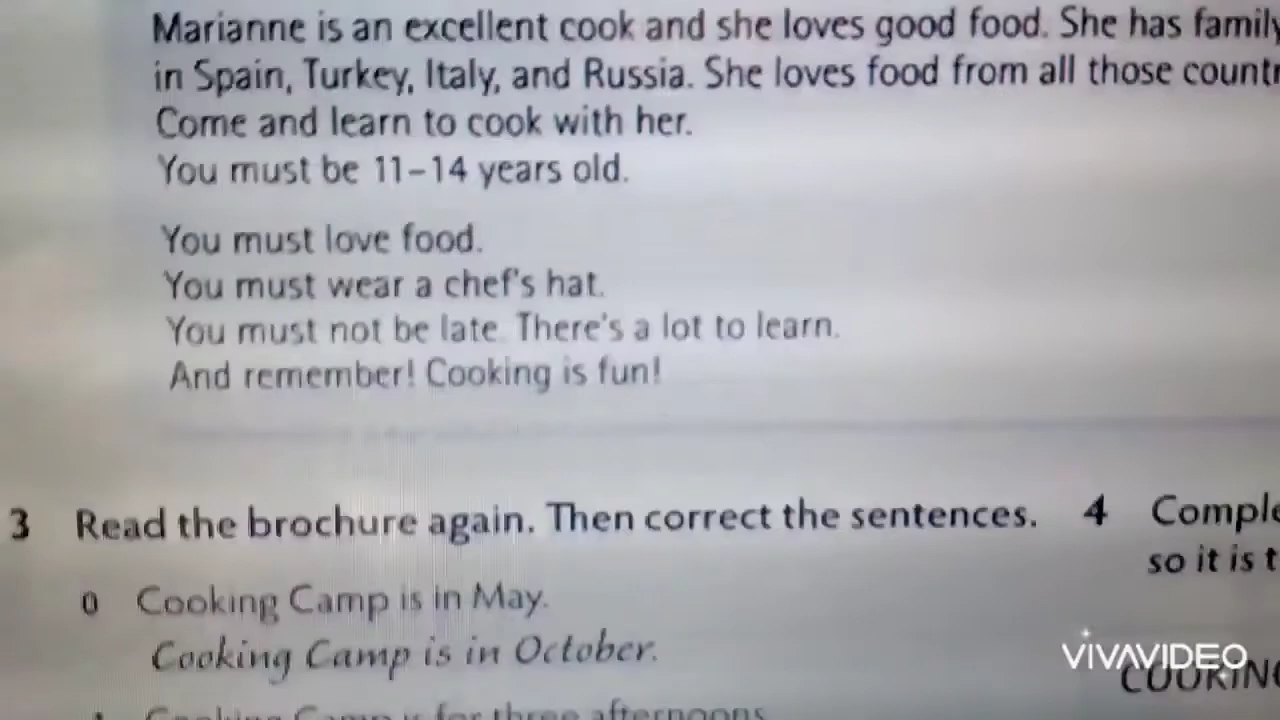 Marianne is an excellent cook and she loves good food. She has family
in Spain, Turkey, Italy, and Russia. She loves food from all those countr
Come and learn to cook with her.
You must be 11–14 years old.
You must love food.
You must wear a chef's hat.
You must not be late. There's a lot to learn.
And remember! Cooking is fun!
3 Read the brochure again. Then correct the sentences.
0 Cooking Camp is in May.
Cooking Camp is in October.
Cooking Camp is for three afternoons
4 Comple
so it is t
COOKING
VIVAVIDEO